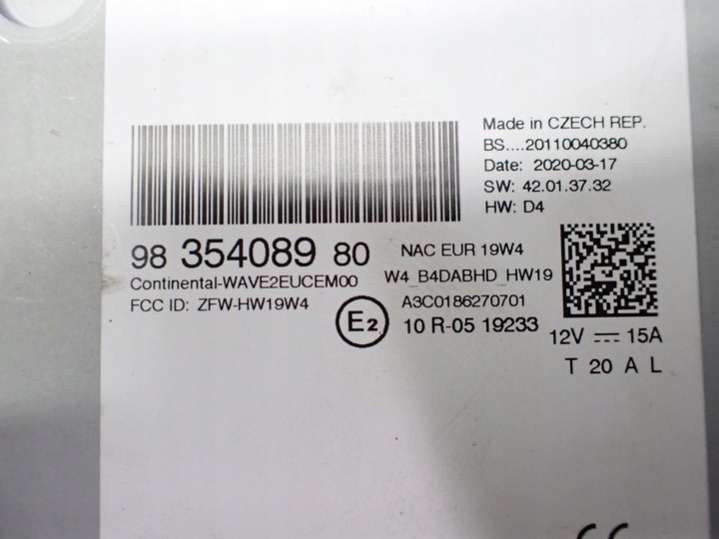 Made in CZECH REP.
BS....20110040380
Date: 2020-03-17
SW: 42.01.37.32
HW: D4
98 354089 80
NAC EUR 19W4
Continental-WAVE2EUCEM00
W4_B4DABHD_HW19
FCC ID: ZFW-HW19W4
A3C0186270701
E2
10 R-05 19233
12V ⎓ 15A
T 20 A L
CE